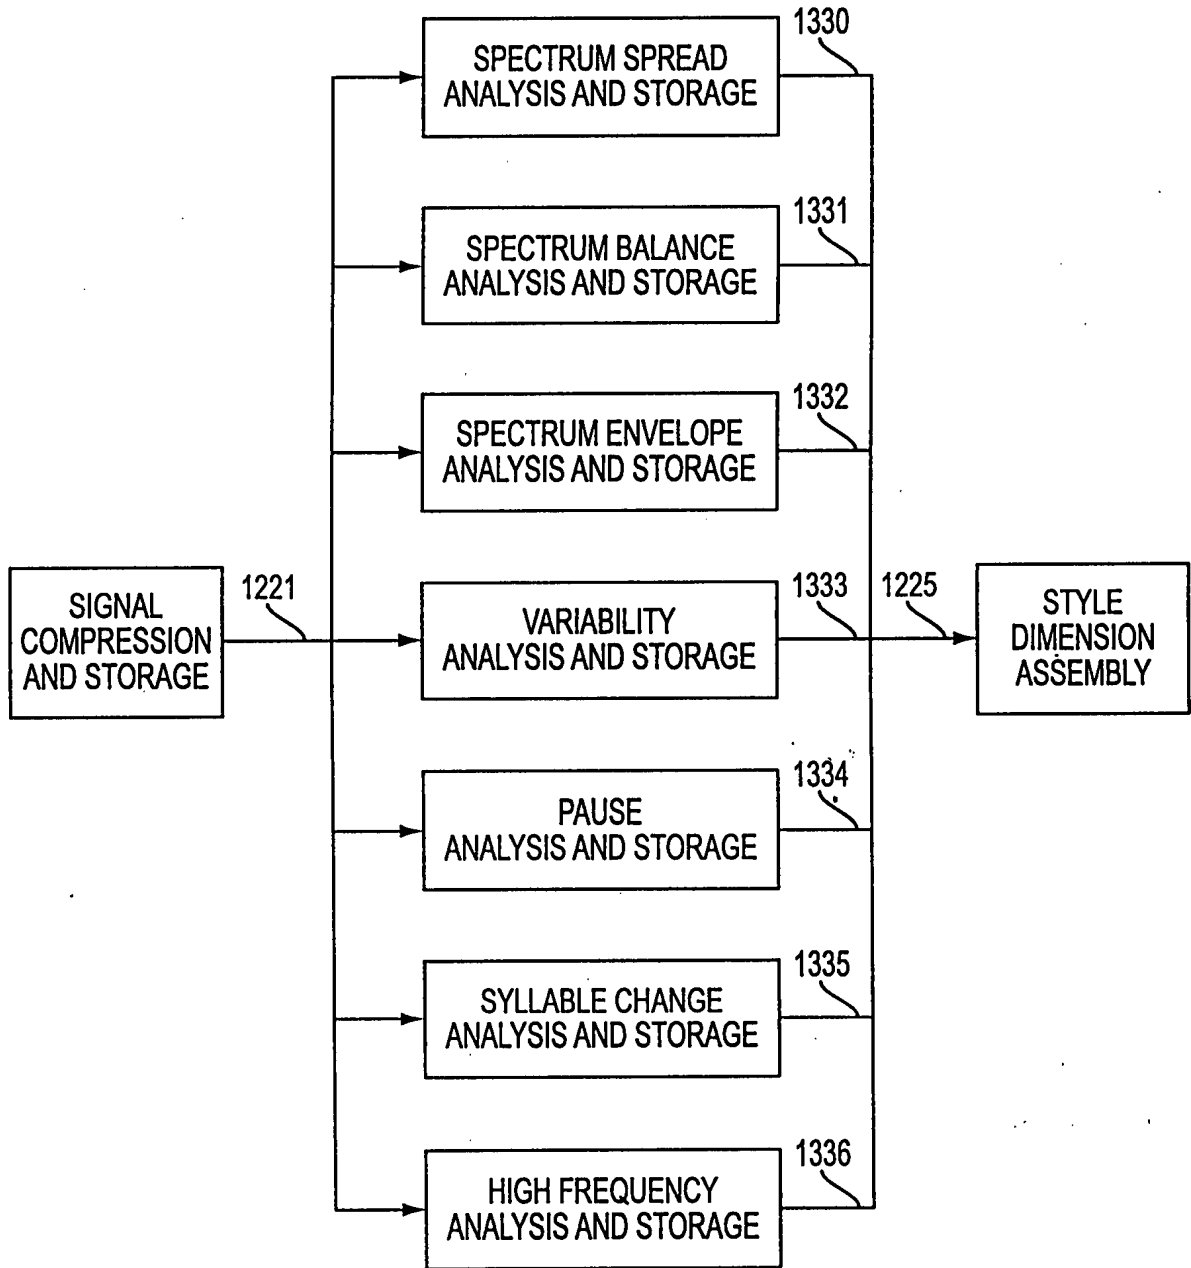 1330
SPECTRUM SPREAD
ANALYSIS AND STORAGE
1331
SPECTRUM BALANCE
ANALYSIS AND STORAGE
1332
SPECTRUM ENVELOPE
ANALYSIS AND STORAGE
SIGNAL
COMPRESSION
AND STORAGE
1221
VARIABILITY
ANALYSIS AND STORAGE
1333
1225
STYLE
DIMENSION
ASSEMBLY
1334
PAUSE
ANALYSIS AND STORAGE
1335
SYLLABLE CHANGE
ANALYSIS AND STORAGE
1336
HIGH FREQUENCY
ANALYSIS AND STORAGE